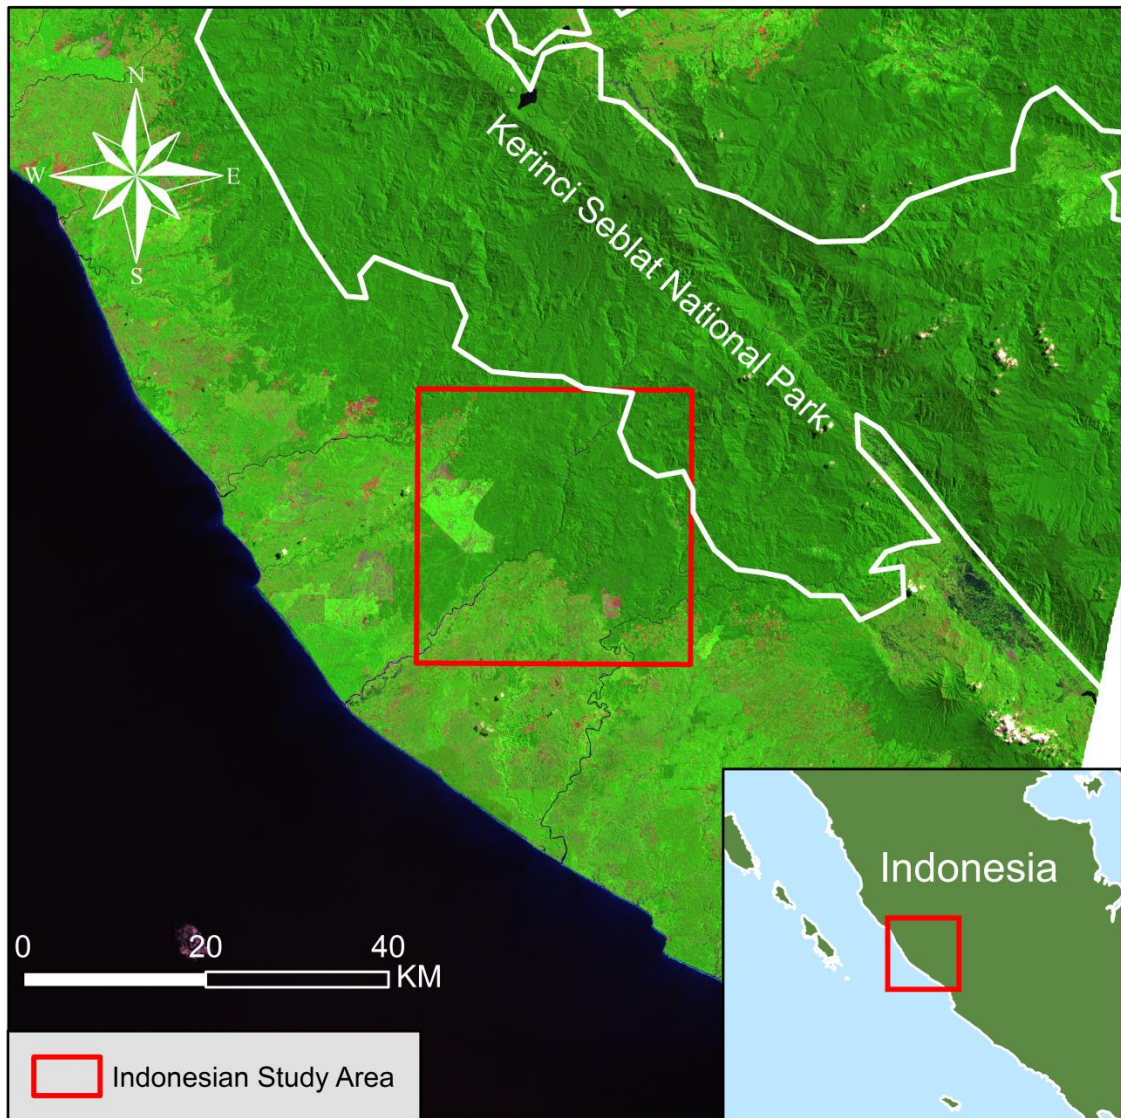 N
W E
S
Kerinci Seblat National Park
Indonesia
0 20 40
KM
Indonesian Study Area